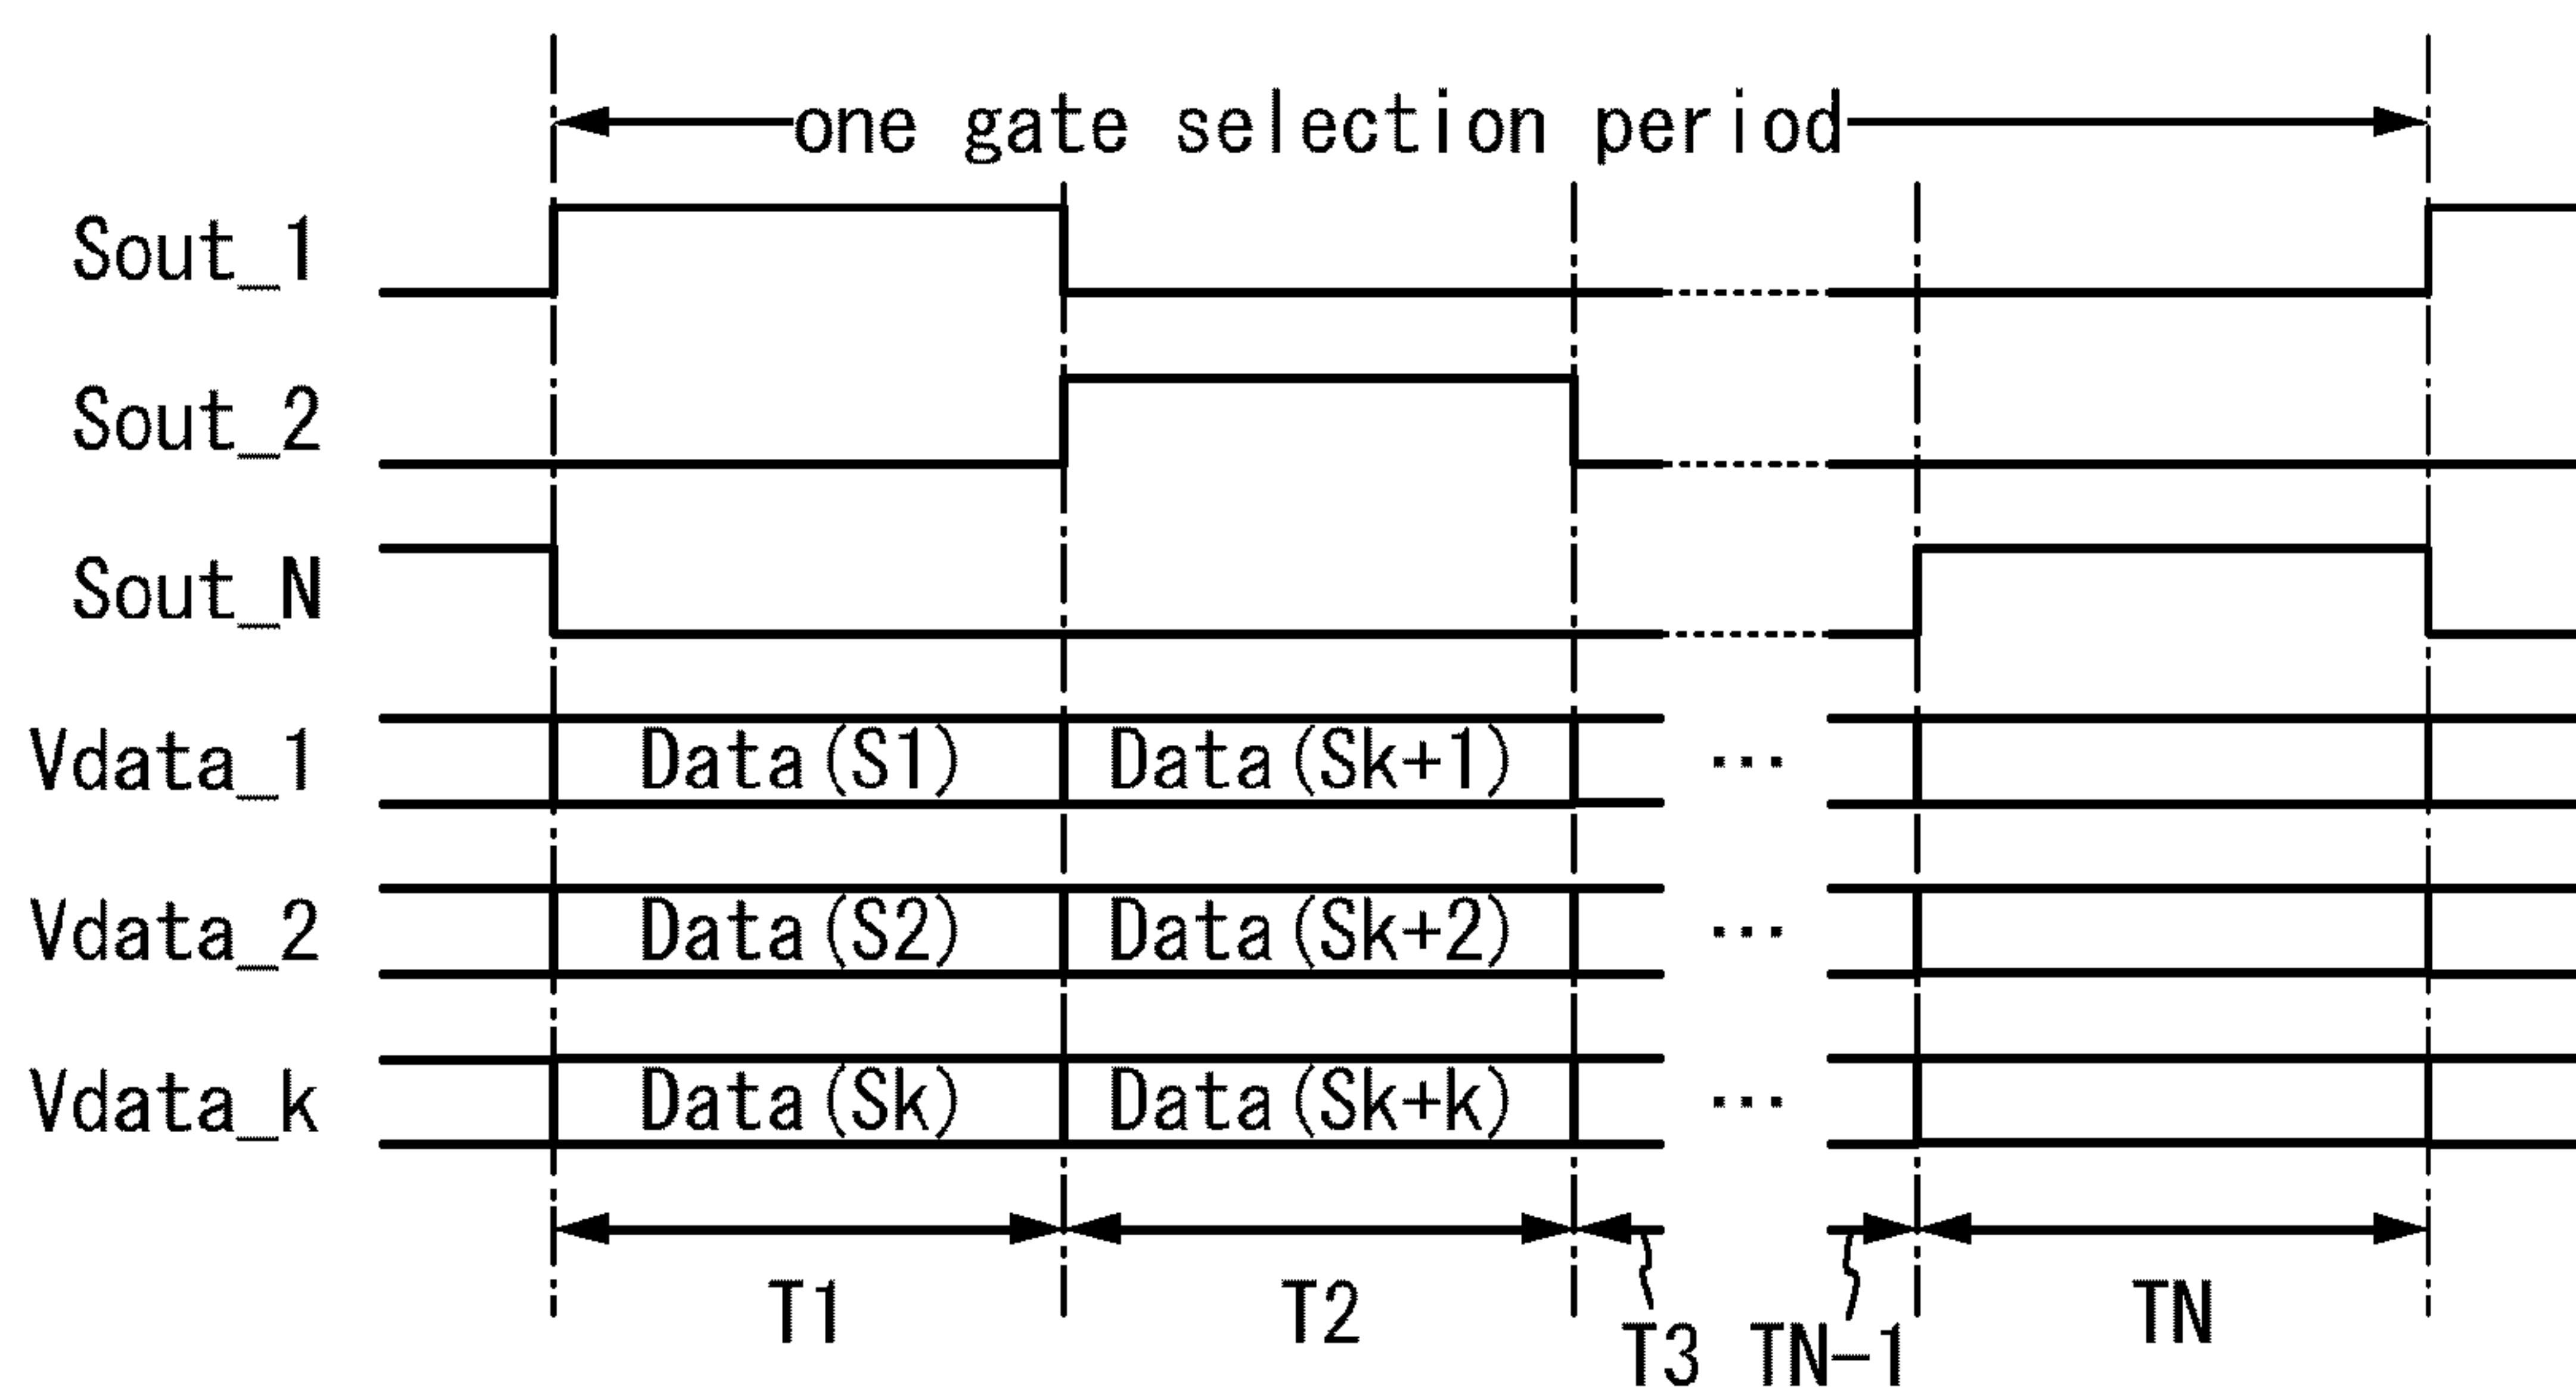 one gate selection period
Sout_1
Sout_2
Sout_N
Vdata_1 Data(S1) Data(Sk+1) ...
Vdata_2 Data(S2) Data(Sk+2) ...
Vdata_k Data(Sk) Data(Sk+k) ...
T1 T2 T3 TN-1 TN